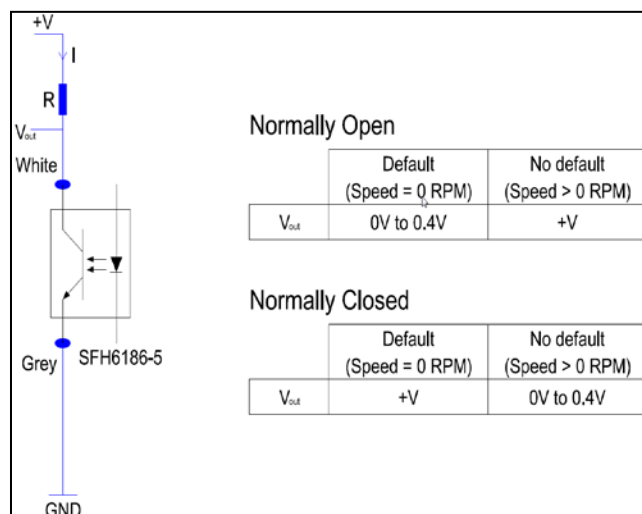 +V
I
R
Vout
White
Grey
SFH6186-5
GND
Normally Open
Default No default
(Speed = 0 RPM) (Speed > 0 RPM)
Vout 0V to 0.4V +V
Normally Closed
Default No default
(Speed = 0 RPM) (Speed > 0 RPM)
Vout +V 0V to 0.4V